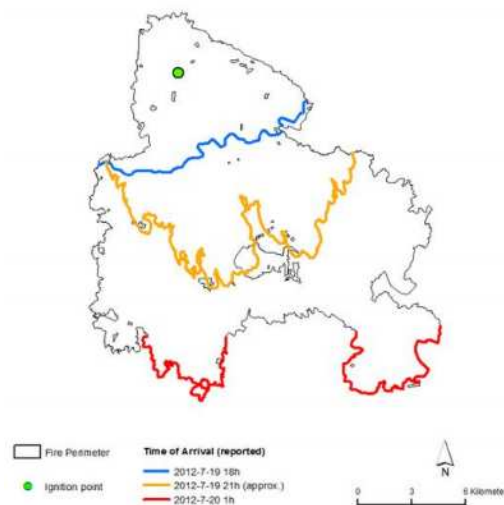 Fire Perimeter
Ignition point
Time of Arrival (reported)
2012-7-19 18h
2012-7-19 21h (approx.)
2012-7-20 1h
N
0 3 6 Kilomete